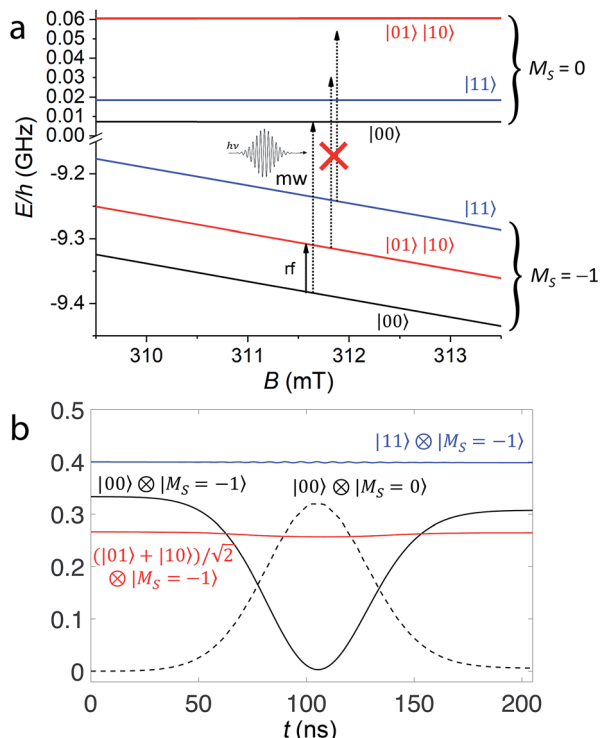 a
0.06
0.05
0.04
0.03
0.02
0.01
0.00
-9.2
-9.3
-9.4
E/h (GHz)
|01⟩ |10⟩
|11⟩
|00⟩
M_S = 0
hν
mw
rf
|11⟩
|01⟩ |10⟩
|00⟩
M_S = −1
310 311 312 313
B (mT)
b
0.5
0.4
0.3
0.2
0.1
0
|11⟩ ⊗ |M_S = −1⟩
|00⟩ ⊗ |M_S = −1⟩
|00⟩ ⊗ |M_S = 0⟩
(|01⟩ + |10⟩)/√2
⊗ |M_S = −1⟩
0 50 100 150 200
t (ns)